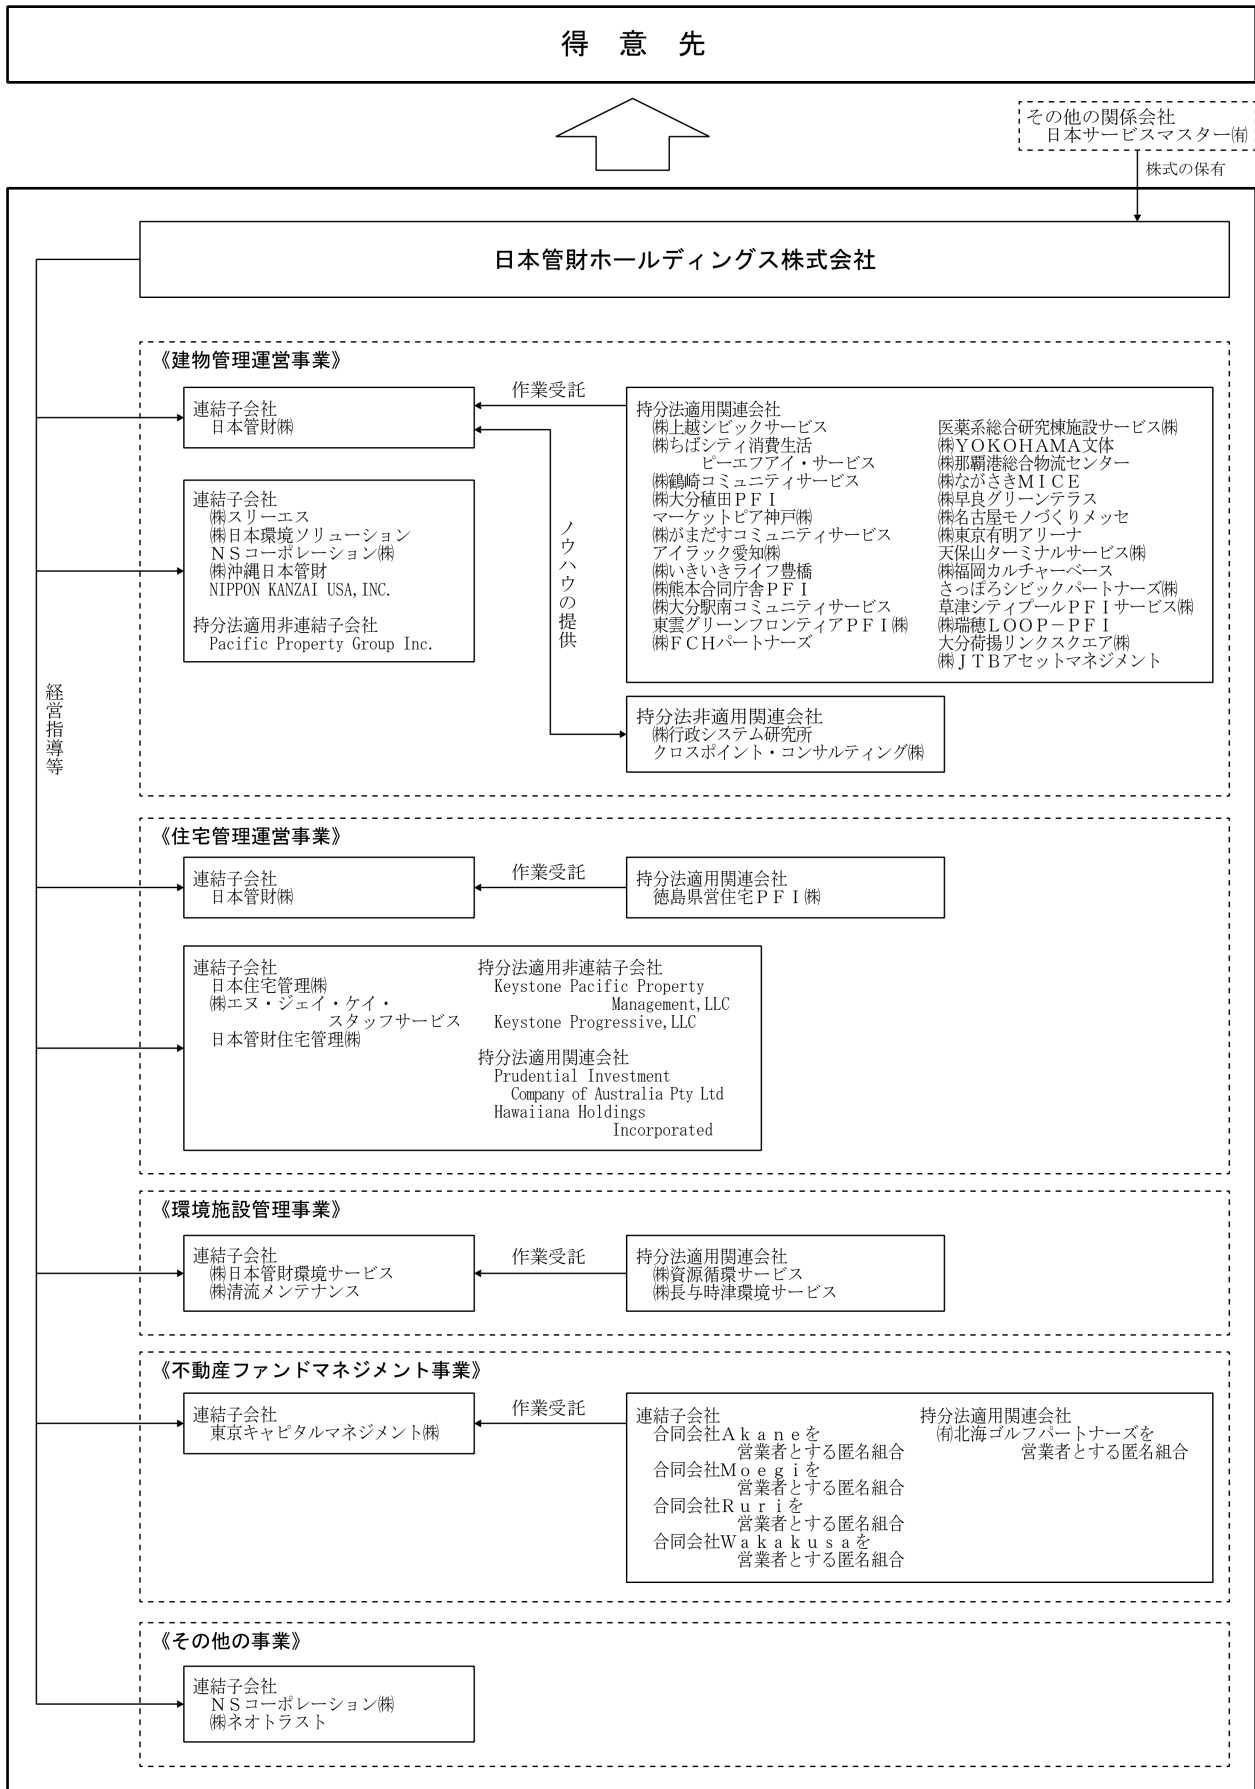 得意先
その他の関係会社
日本サービスマスター㈲
株式の保有
日本管財ホールディングス株式会社
経営指導等
《建物管理運営事業》
連結子会社
日本管財㈱
作業受託
ノウハウの提供
連結子会社
㈱スリーエス
㈱日本環境ソリューション
ＮＳコーポレーション㈱
㈱沖縄日本管財
NIPPON KANZAI USA, INC.
持分法適用非連結子会社
Pacific Property Group Inc.
持分法適用関連会社
㈱上越シビックサービス
㈱ちばシティ消費生活
ピーエフアイ・サービス
㈱鶴崎コミュニティサービス
㈱大分稙田ＰＦＩ
マーケットピア神戸㈱
㈱がまだすコミュニティサービス
アイラック愛知㈱
㈱いきいきライフ豊橋
㈱熊本合同庁舎ＰＦＩ
㈱大分駅南コミュニティサービス
東雲グリーンフロンティアＰＦＩ㈱
㈱ＦＣＨパートナーズ
医薬系総合研究棟施設サービス㈱
㈱ＹＯＫＯＨＡＭＡ文体
㈱那覇港総合物流センター
㈱ながさきＭＩＣＥ
㈱早良グリーンテラス
㈱名古屋モノづくりメッセ
㈱東京有明アリーナ
天保山ターミナルサービス㈱
㈱福岡カルチャーベース
さっぽろシビックパートナーズ㈱
草津シティプールＰＦＩサービス㈱
㈱瑞穂ＬＯＯＰ－ＰＦＩ
大分荷揚リンクスクエア㈱
㈱ＪＴＢアセットマネジメント
持分法非適用関連会社
㈱行政システム研究所
クロスポイント・コンサルティング㈱
《住宅管理運営事業》
連結子会社
日本管財㈱
作業受託
持分法適用関連会社
徳島県営住宅ＰＦＩ㈱
連結子会社
日本住宅管理㈱
㈱エヌ・ジェイ・ケイ・
スタッフサービス
日本管財住宅管理㈱
持分法適用非連結子会社
Keystone Pacific Property
Management, LLC
Keystone Progressive, LLC
持分法適用関連会社
Prudential Investment
Company of Australia Pty Ltd
Hawaiiana Holdings
Incorporated
《環境施設管理事業》
連結子会社
㈱日本管財環境サービス
㈱清流メンテナンス
作業受託
持分法適用関連会社
㈱資源循環サービス
㈱長与時津環境サービス
《不動産ファンドマネジメント事業》
連結子会社
東京キャピタルマネジメント㈱
作業受託
連結子会社
合同会社Ａｋａｎｅを
営業者とする匿名組合
合同会社Ｍｏｅｇｉを
営業者とする匿名組合
合同会社Ｒｕｒｉを
営業者とする匿名組合
合同会社Ｗａｋａｋｕｓａを
営業者とする匿名組合
持分法適用関連会社
㈲北海ゴルフパートナーズを
営業者とする匿名組合
《その他の事業》
連結子会社
ＮＳコーポレーション㈱
㈱ネオトラスト